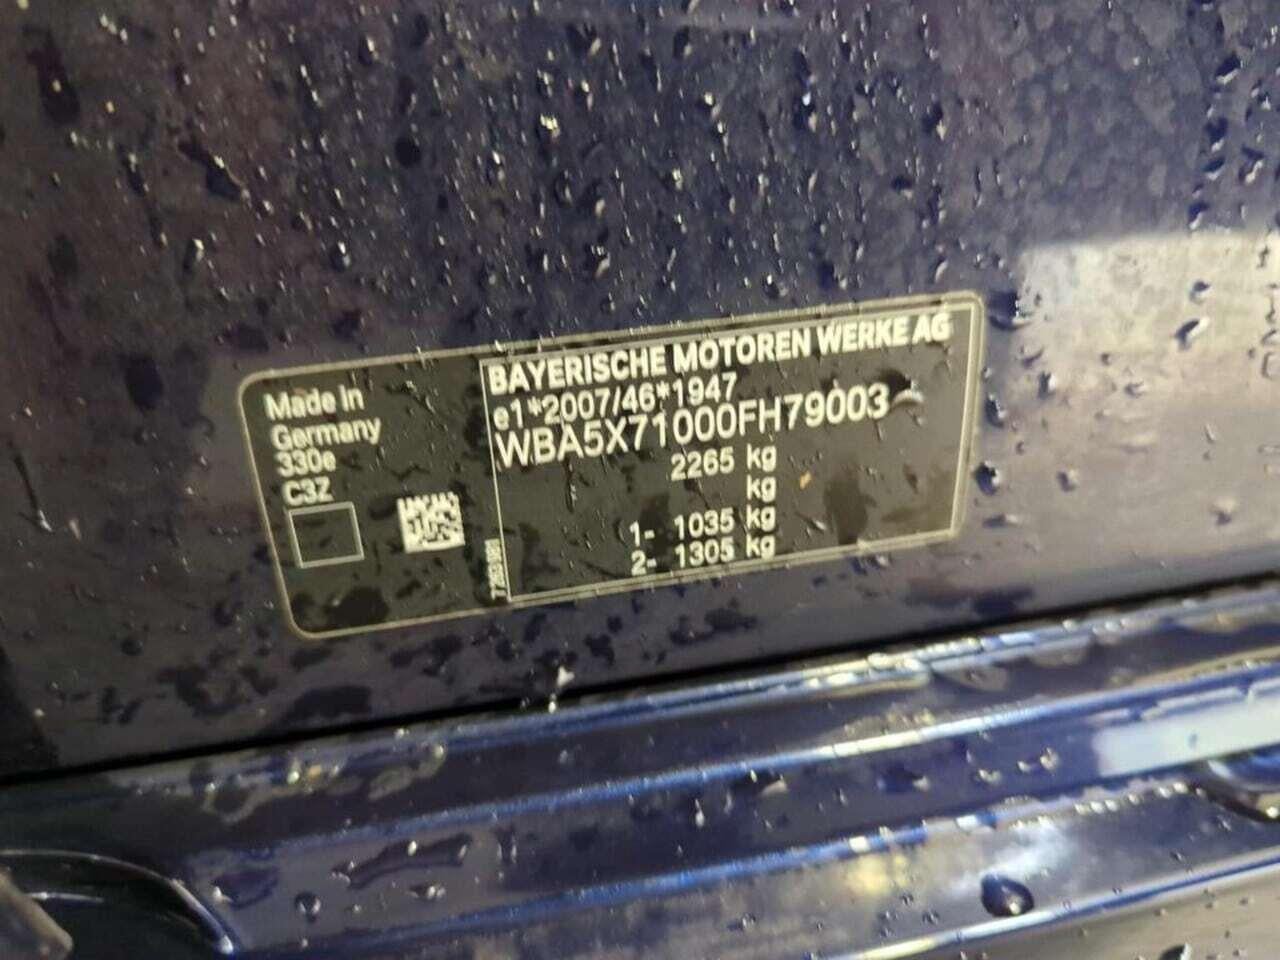 Made in
Germany
330e
C3Z
BAYERISCHE MOTOREN WERKE AG
e1*2007/46*1947
WBA5X71000FH79003
2265 kg
kg
1- 1035 kg
2- 1305 kg